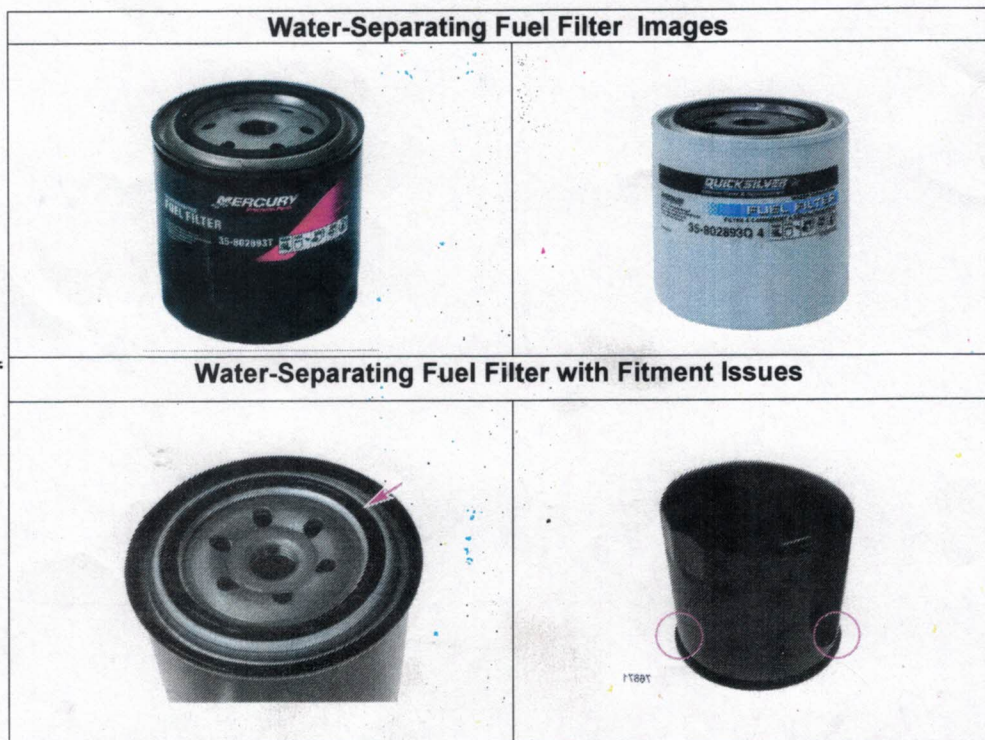 Water-Separating Fuel Filter Images
MERCURY
FUEL FILTER
35-802893T
QUICKSILVER
FUEL FILTER
35-802893Q 4
Water-Separating Fuel Filter with Fitment Issues
76871